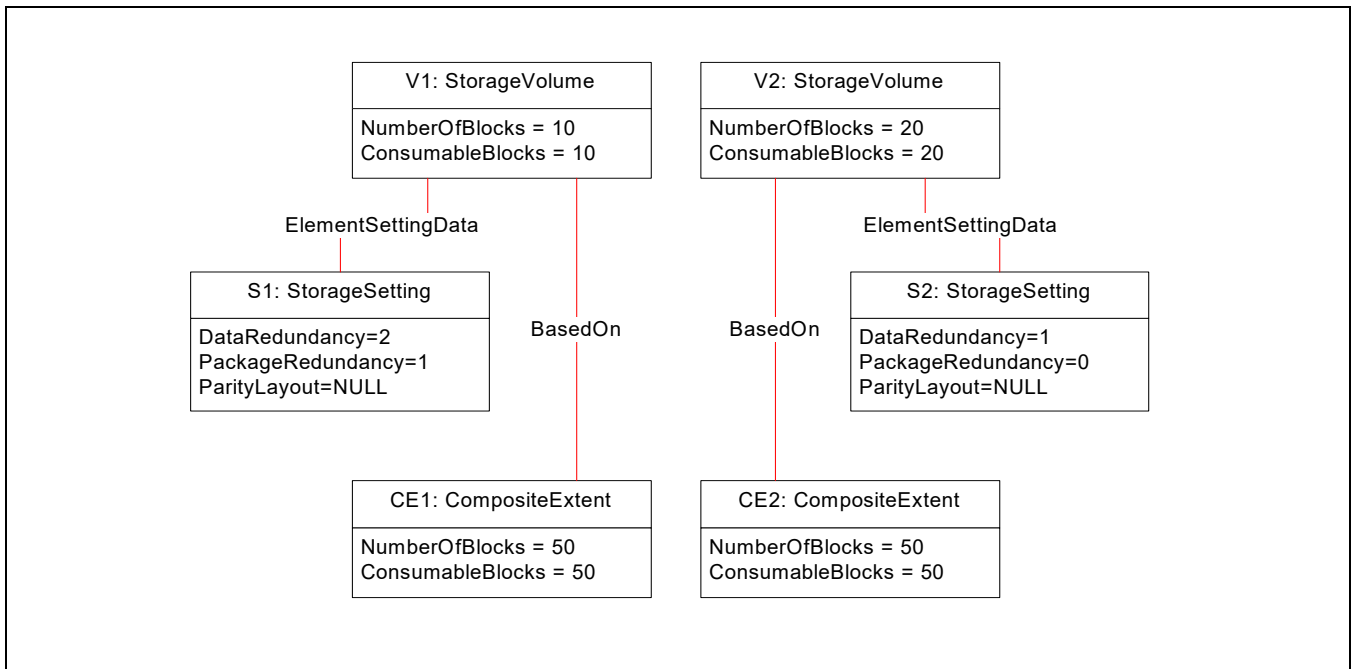 V1: StorageVolume
NumberOfBlocks = 10
ConsumableBlocks = 10
V2: StorageVolume
NumberOfBlocks = 20
ConsumableBlocks = 20
ElementSettingData
ElementSettingData
S1: StorageSetting
DataRedundancy=2
PackageRedundancy=1
ParityLayout=NULL
BasedOn
BasedOn
S2: StorageSetting
DataRedundancy=1
PackageRedundancy=0
ParityLayout=NULL
CE1: CompositeExtent
NumberOfBlocks = 50
ConsumableBlocks = 50
CE2: CompositeExtent
NumberOfBlocks = 50
ConsumableBlocks = 50